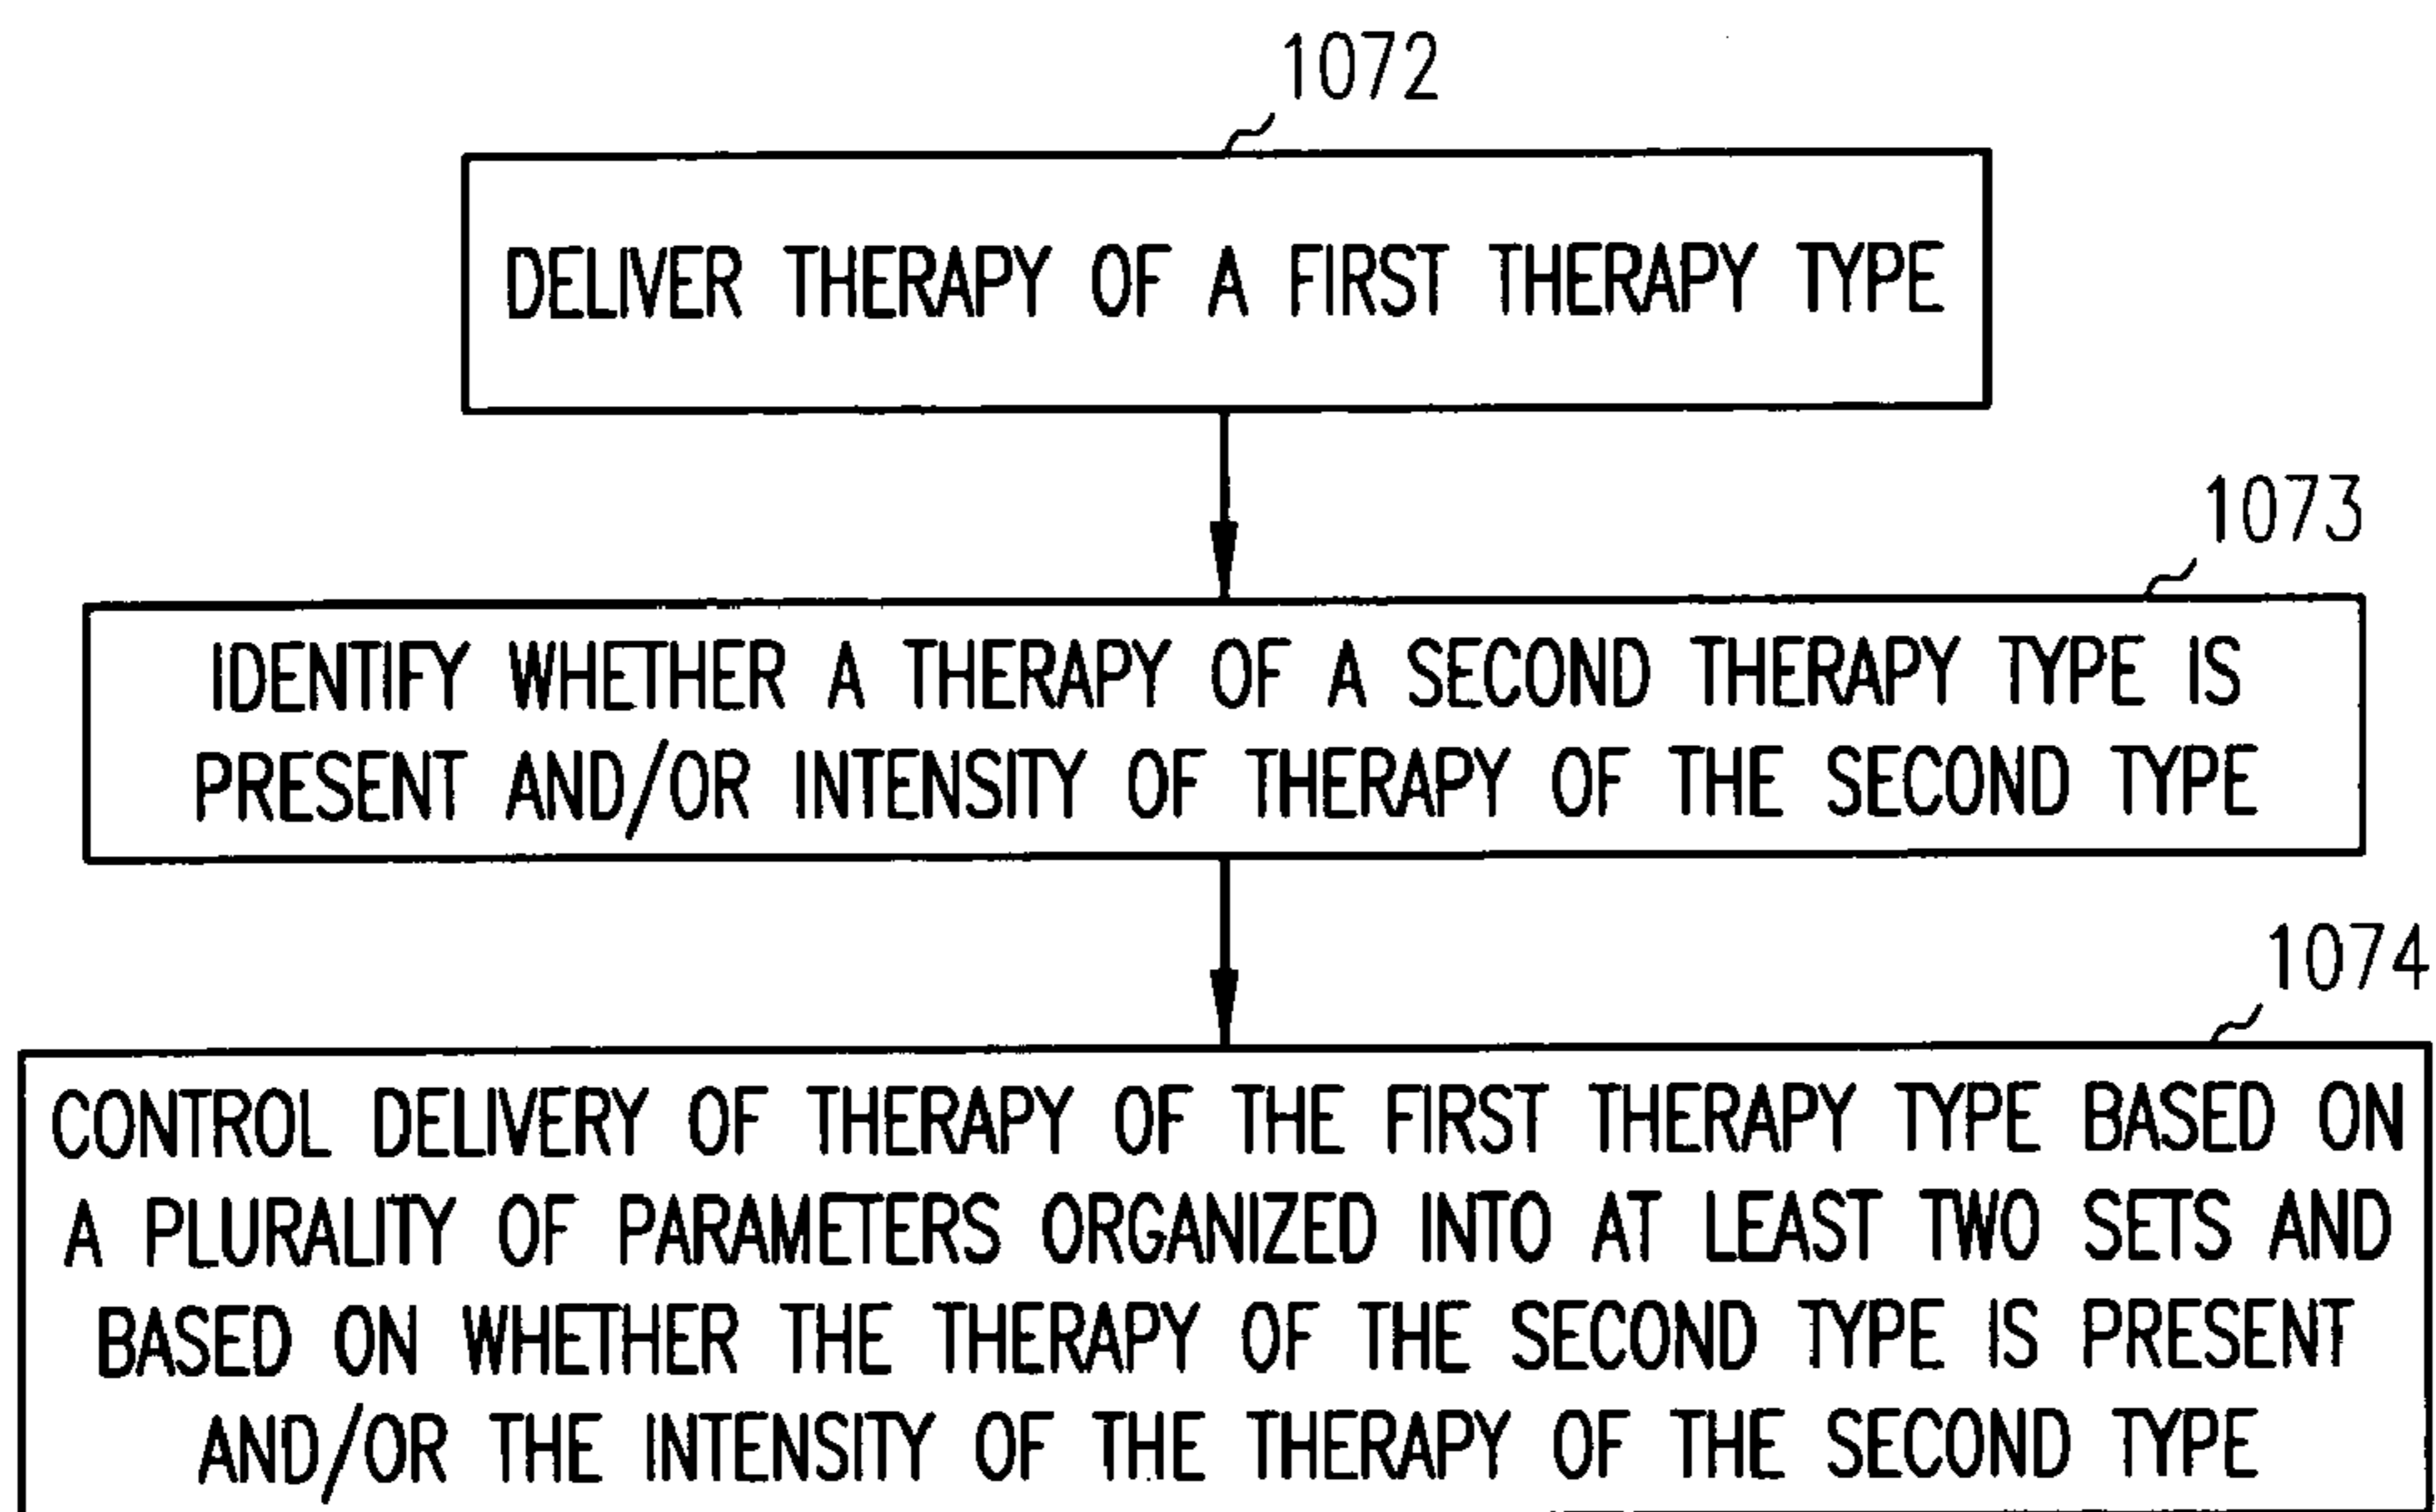 1072
DELIVER THERAPY OF A FIRST THERAPY TYPE
1073
IDENTIFY WHETHER A THERAPY OF A SECOND THERAPY TYPE IS
PRESENT AND/OR INTENSITY OF THERAPY OF THE SECOND TYPE
1074
CONTROL DELIVERY OF THERAPY OF THE FIRST THERAPY TYPE BASED ON
A PLURALITY OF PARAMETERS ORGANIZED INTO AT LEAST TWO SETS AND
BASED ON WHETHER THE THERAPY OF THE SECOND TYPE IS PRESENT
AND/OR THE INTENSITY OF THE THERAPY OF THE SECOND TYPE